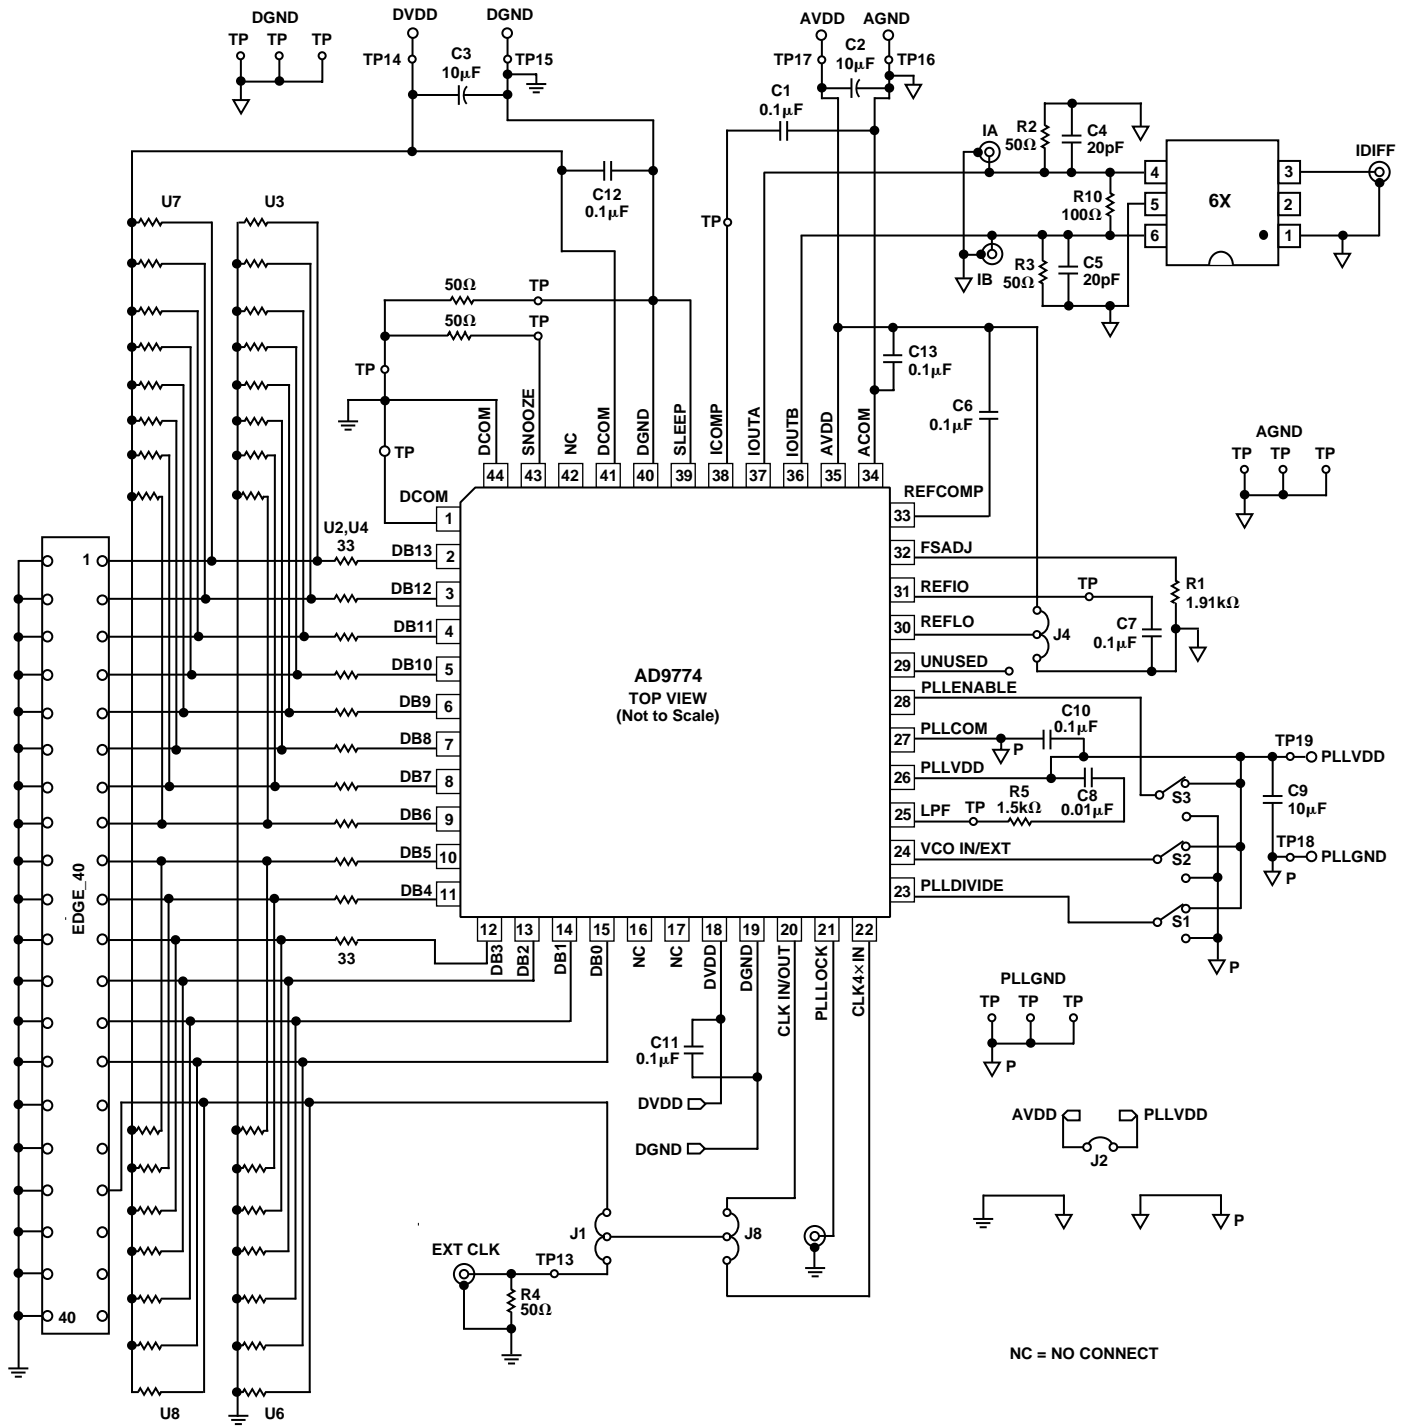 DGND
TP TP TP
DVDD
DGND
TP14
C3
10µF
TP15
AVDD AGND
TP17
C2
10µF
TP16
C1
0.1µF
IA
R2
50Ω
C4
20pF
IDIFF
4
5
6
6X
3
2
1
R10
100Ω
IB
R3
50Ω
C5
20pF
C12
0.1µF
TP
U7
U3
50Ω TP
50Ω TP
TP
TP
C13
0.1µF
C6
0.1µF
AGND
TP TP TP
DCOM
SNOOZE
NC
DCOM
DGND
SLEEP
ICOMP
IOUTA
IOUTB
AVDD
ACOM
44 43 42 41 40 39 38 37 36 35 34
DCOM 1
U2,U4
33
DB13 2
DB12 3
DB11 4
DB10 5
DB9 6
DB8 7
DB7 8
DB6 9
DB5 10
DB4 11
1
EDGE_40
40
AD9774
TOP VIEW
(Not to Scale)
REFCOMP
33
32 FSADJ
31 REFIO TP
30 REFLO
29 UNUSED
28 PLLENABLE
27 PLLCOM
26 PLLVDD
25 LPF TP
24 VCO IN/EXT
23 PLLDIVIDE
R1
1.91kΩ
C7
0.1µF
J4
C10
0.1µF
P
R5
1.5kΩ
C8
0.01µF
S3
S2
S1
P
TP19
PLLVDD
C9
10µF
TP18
PLLGND
P
33
12 13 14 15 16 17 18 19 20 21 22
DB3
DB2
DB1
DB0
NC
NC
DVDD
DGND
CLK IN/OUT
PLLLOCK
CLK4×IN
C11
0.1µF
DVDD
DGND
PLLGND
TP TP TP
P
AVDD PLLVDD
J2
P
J1
J8
EXT CLK
TP13
R4
50Ω
NC = NO CONNECT
U8
U6